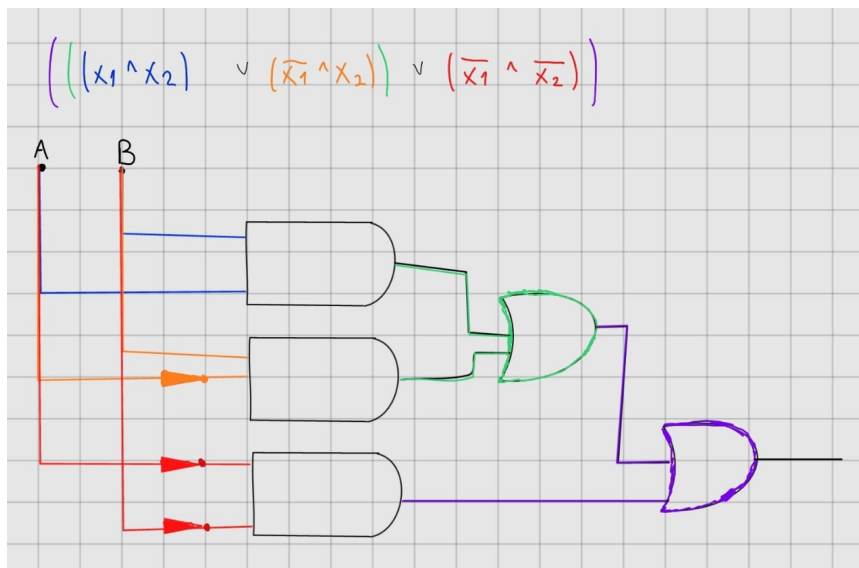 (((x1 ^ x2) v (x̅1̅ ^ x2)) v (x̅1̅ ^ x̅2̅))
A B